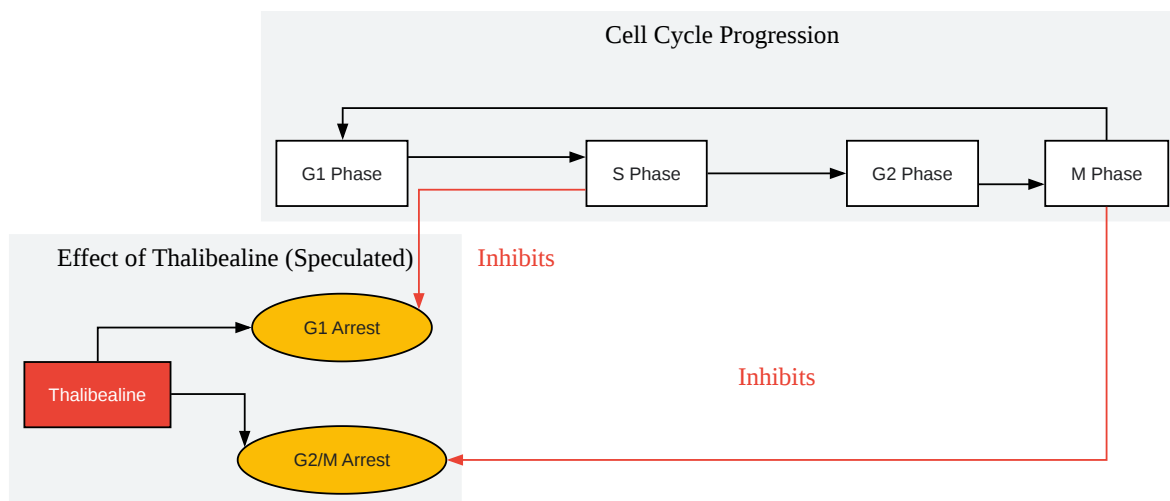 Cell Cycle Progression
G1 Phase
S Phase
G2 Phase
M Phase
Effect of Thalibealine (Speculated)
Inhibits
G1 Arrest
Thalibealine
Inhibits
G2/M Arrest